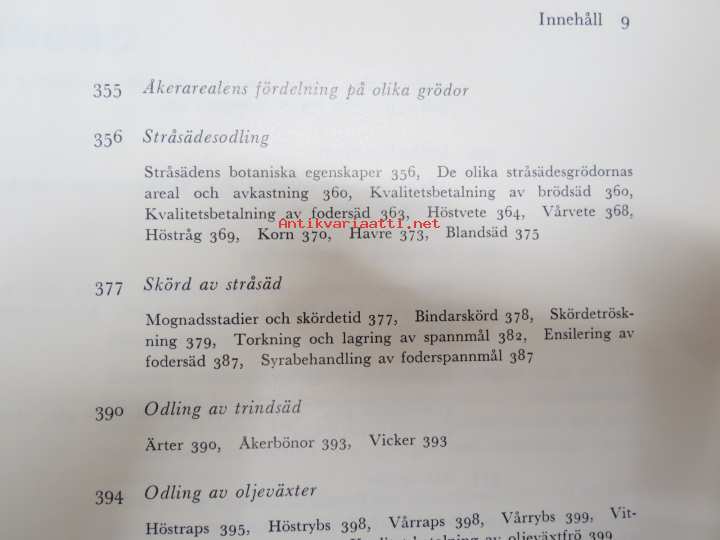 Innehåll 9
355 Åkerarealens fördelning på olika grödor
356 Stråsädesodling
Stråsädens botaniska egenskaper 356, De olika stråsädesgrödornas
areal och avkastning 360, Kvalitetsbetalning av brödsäd 360,
Kvalitetsbetalning av fodersäd 363, Höstvete 364, Vårvete 368,
Antikvariaatti.net
Höstråg 369, Korn 370, Havre 373, Blandsäd 375
377 Skörd av stråsäd
Mognadsstadier och skördetid 377, Bindarskörd 378, Skördetrösk-
ning 379, Torkning och lagring av spannmål 382, Ensilering av
fodersäd 387, Syrabehandling av foderspannmål 387
390 Odling av trindsäd
Ärter 390, Åkerbönor 393, Vicker 393
394 Odling av oljeväxter
Höstraps 395, Höstrybs 398, Vårraps 398, Vårrybs 399, Vit-
av oljeväxtfrö 399